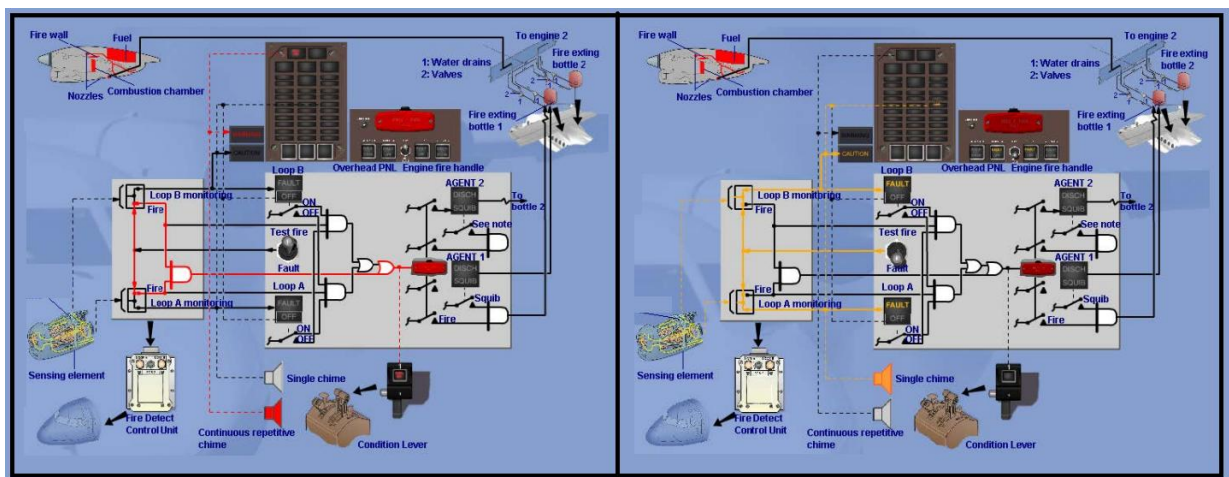 Fire wall
Fuel
Nozzles
Combustion chamber
1: Water drains
2: Valves
To engine 2
Fire exting
bottle 2
Fire exting
bottle 1
WARNING
CAUTION
Overhead PNL
Engine fire handle
Loop B
FAULT
OFF
ON
OFF
Loop B monitoring
Fire
Test fire
Fault
Fire
Loop A monitoring
Loop A
FAULT
OFF
ON
OFF
AGENT 2
DISCH
SQUIB
To
bottle 2
See note
AGENT 1
DISCH
SQUIB
Squib
Fire
Sensing element
Fire Detect
Control Unit
Single chime
Continuous repetitive
chime
Condition Lever
Fire wall
Fuel
Nozzles
Combustion chamber
1: Water drains
2: Valves
To engine 2
Fire exting
bottle 2
Fire exting
bottle 1
WARNING
CAUTION
Overhead PNL
Engine fire handle
Loop B
FAULT
OFF
ON
OFF
Loop B monitoring
Fire
Test fire
Fault
Fire
Loop A monitoring
Loop A
FAULT
OFF
ON
OFF
AGENT 2
DISCH
SQUIB
To
bottle 2
See note
AGENT 1
DISCH
SQUIB
Squib
Fire
Sensing element
Fire Detect
Control Unit
Single chime
Continuous repetitive
chime
Condition Lever